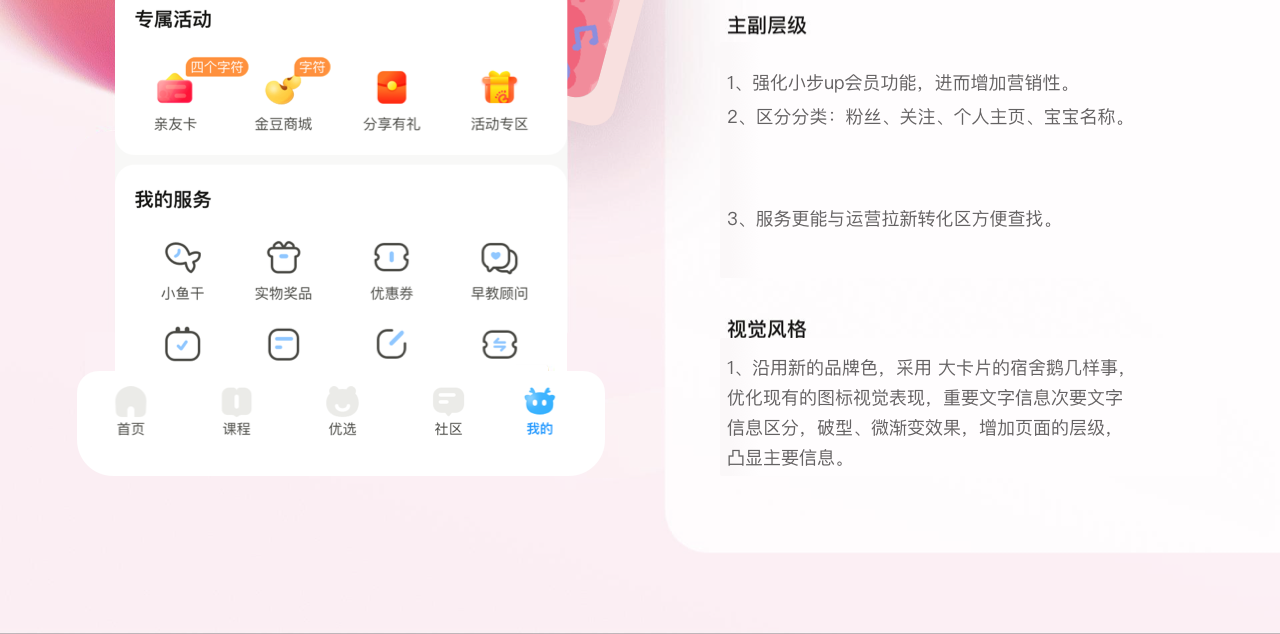 专属活动
四个字符
字符
亲友卡
金豆商城
分享有礼
活动专区
我的服务
小鱼干
实物奖品
优惠券
早教顾问
首页
课程
优选
社区
我的
主副层级
1、强化小步up会员功能，进而增加营销性。
2、区分分类：粉丝、关注、个人主页、宝宝名称。
3、服务更能与运营拉新转化区方便查找。
视觉风格
1、沿用新的品牌色，采用 大卡片的宿舍鹅几样事，
优化现有的图标视觉表现，重要文字信息次要文字
信息区分，破型、微渐变效果，增加页面的层级，
凸显主要信息。